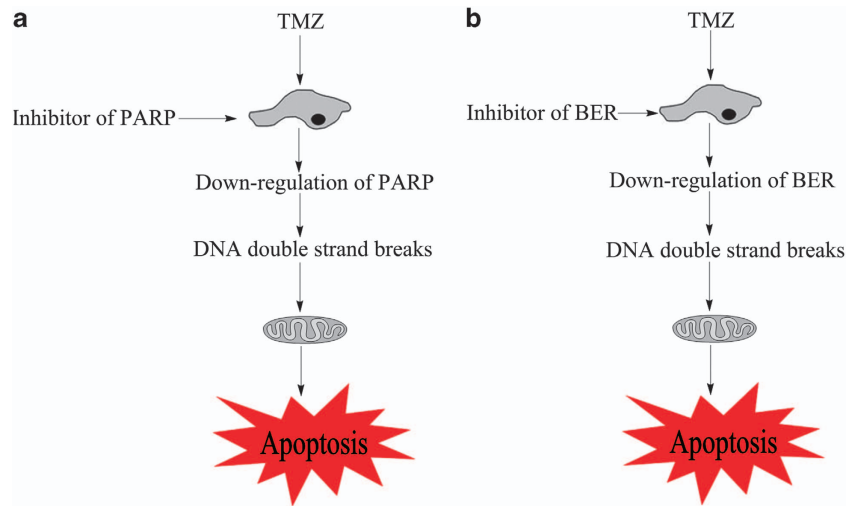 a
TMZ
Inhibitor of PARP
Down-regulation of PARP
DNA double strand breaks
Apoptosis
b
TMZ
Inhibitor of BER
Down-regulation of BER
DNA double strand breaks
Apoptosis